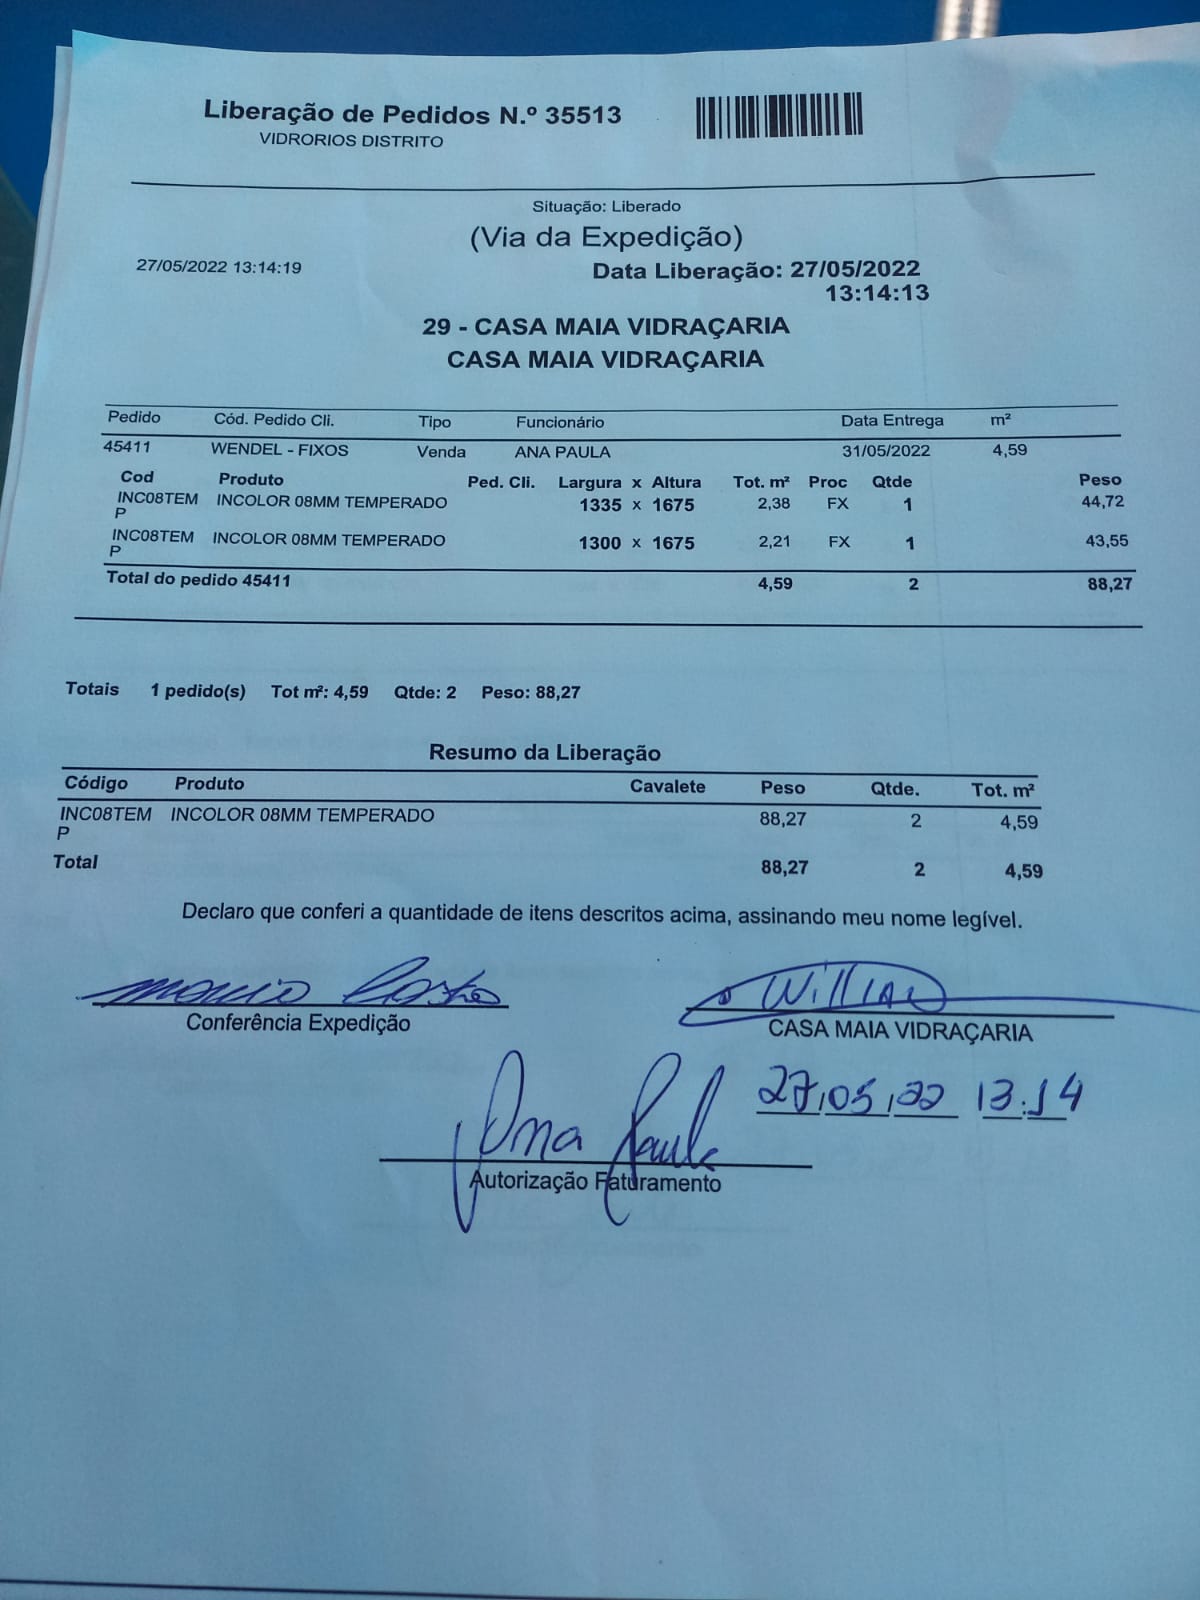 Liberação de Pedidos N.º 35513
VIDRORIOS DISTRITO
Situação: Liberado
(Via da Expedição)
27/05/2022 13:14:19
Data Liberação: 27/05/2022
13:14:13
29 - CASA MAIA VIDRAÇARIA
CASA MAIA VIDRAÇARIA
Pedido Cód. Pedido Cli. Tipo Funcionário Data Entrega m²
45411 WENDEL - FIXOS Venda ANA PAULA 31/05/2022 4,59
Cod Produto Ped. Cli. Largura x Altura Tot. m² Proc Qtde Peso
INC08TEM INCOLOR 08MM TEMPERADO 1335 x 1675 2,38 FX 1 44,72
P
INC08TEM INCOLOR 08MM TEMPERADO 1300 x 1675 2,21 FX 1 43,55
P
Total do pedido 45411 4,59 2 88,27
Totais 1 pedido(s) Tot m²: 4,59 Qtde: 2 Peso: 88,27
Resumo da Liberação
Código Produto Cavalete Peso Qtde. Tot. m²
INC08TEM INCOLOR 08MM TEMPERADO 88,27 2 4,59
P
Total 88,27 2 4,59
Declaro que conferi a quantidade de itens descritos acima, assinando meu nome legível.
Willian
Conferência Expedição CASA MAIA VIDRAÇARIA
27/05/22 13:14
Ana Paula
Autorização Faturamento